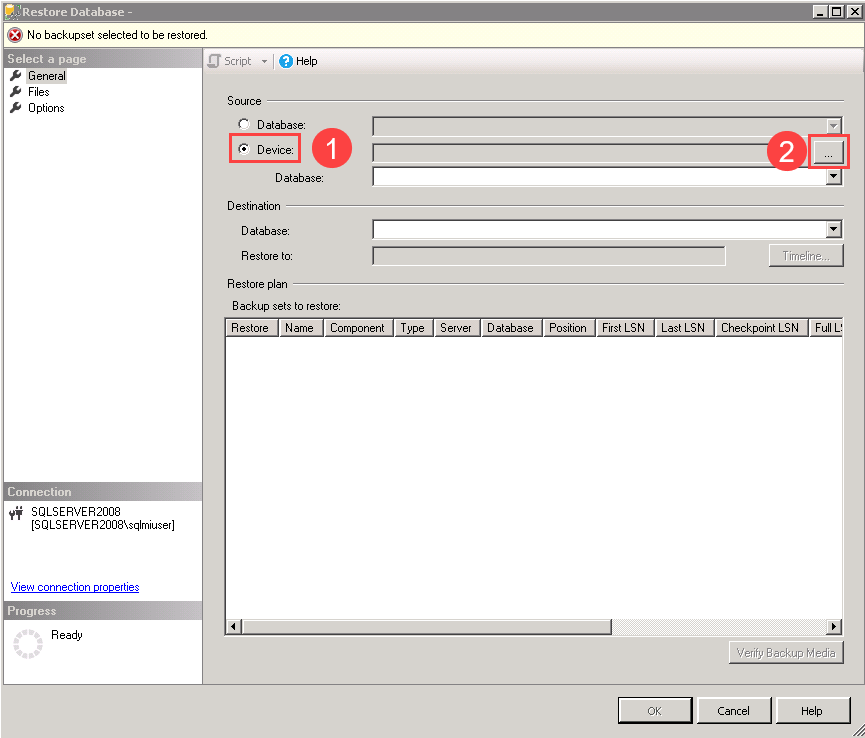 Restore Database -
No backupset selected to be restored.
Select a page
General
Files
Options
Script
Help
Source
Database:
Device:
1
2
...
Database:
Destination
Database:
Restore to:
Timeline...
Restore plan
Backup sets to restore:
Restore Name Component Type Server Database Position First LSN Last LSN Checkpoint LSN Full LS
Connection
SQLSERVER2008
[SQLSERVER2008\sqlmiuser]
View connection properties
Progress
Ready
Verify Backup Media
OK Cancel Help